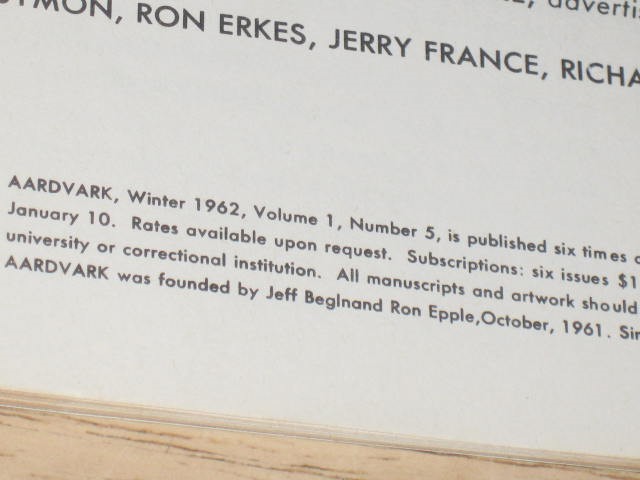 advertis
RON ERKES, JERRY FRANCE, RICHA
AARDVARK, Winter 1962, Volume 1, Number 5, is published six times
January 10. Rates available upon request. Subscriptions: six issues $1
university or correctional institution. All manuscripts and artwork should
AARDVARK was founded by Jeff Beglnand Ron Epple,October, 1961. Sin